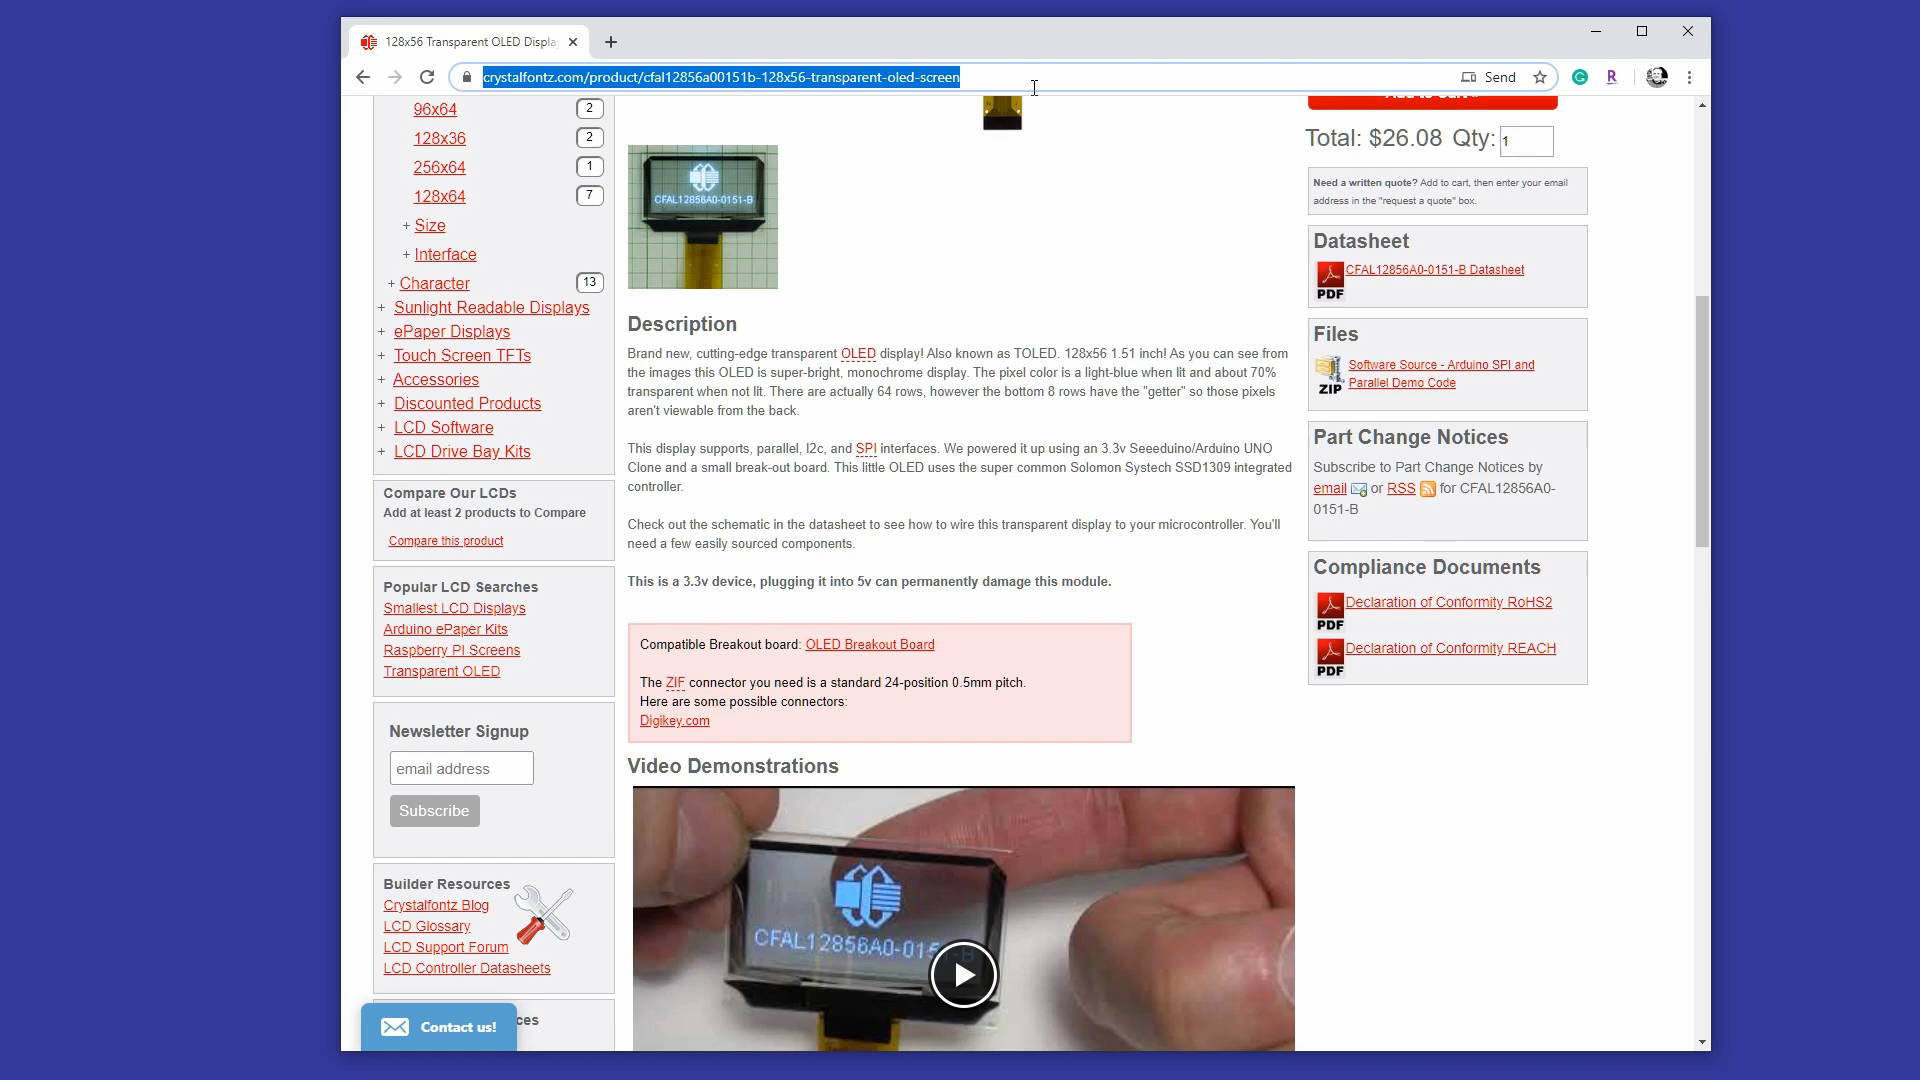 128x56 Transparent OLED Displa
crystalfontz.com/product/cfal12856a00151b-128x56-transparent-oled-screen
Send
96x64 2
128x36 2
256x64 1
128x64 7
+ Size
+ Interface
+ Character 13
+ Sunlight Readable Displays
+ ePaper Displays
+ Touch Screen TFTs
+ Accessories
+ Discounted Products
+ LCD Software
+ LCD Drive Bay Kits
Compare Our LCDs
Add at least 2 products to Compare
Compare this product
Popular LCD Searches
Smallest LCD Displays
Arduino ePaper Kits
Raspberry PI Screens
Transparent OLED
Newsletter Signup
email address
Subscribe
Builder Resources
Crystalfontz Blog
LCD Glossary
LCD Support Forum
LCD Controller Datasheets
Contact us!
ces
CFAL12856A0-0151-B
Description
Brand new, cutting-edge transparent OLED display! Also known as TOLED. 128x56 1.51 inch! As you can see from
the images this OLED is super-bright, monochrome display. The pixel color is a light-blue when lit and about 70%
transparent when not lit. There are actually 64 rows, however the bottom 8 rows have the "getter" so those pixels
aren't viewable from the back.
This display supports, parallel, I2c, and SPI interfaces. We powered it up using an 3.3v Seeeduino/Arduino UNO
Clone and a small break-out board. This little OLED uses the super common Solomon Systech SSD1309 integrated
controller.
Check out the schematic in the datasheet to see how to wire this transparent display to your microcontroller. You'll
need a few easily sourced components.
This is a 3.3v device, plugging it into 5v can permanently damage this module.
Compatible Breakout board: OLED Breakout Board
The ZIF connector you need is a standard 24-position 0.5mm pitch.
Here are some possible connectors:
Digikey.com
Video Demonstrations
CFAL12856A0-0151-B
Add to Cart »
Total: $26.08 Qty: 1
Need a written quote? Add to cart, then enter your email
address in the "request a quote" box.
Datasheet
PDF CFAL12856A0-0151-B Datasheet
Files
ZIP Software Source - Arduino SPI and
Parallel Demo Code
Part Change Notices
Subscribe to Part Change Notices by
email or RSS for CFAL12856A0-
0151-B
Compliance Documents
PDF Declaration of Conformity RoHS2
PDF Declaration of Conformity REACH